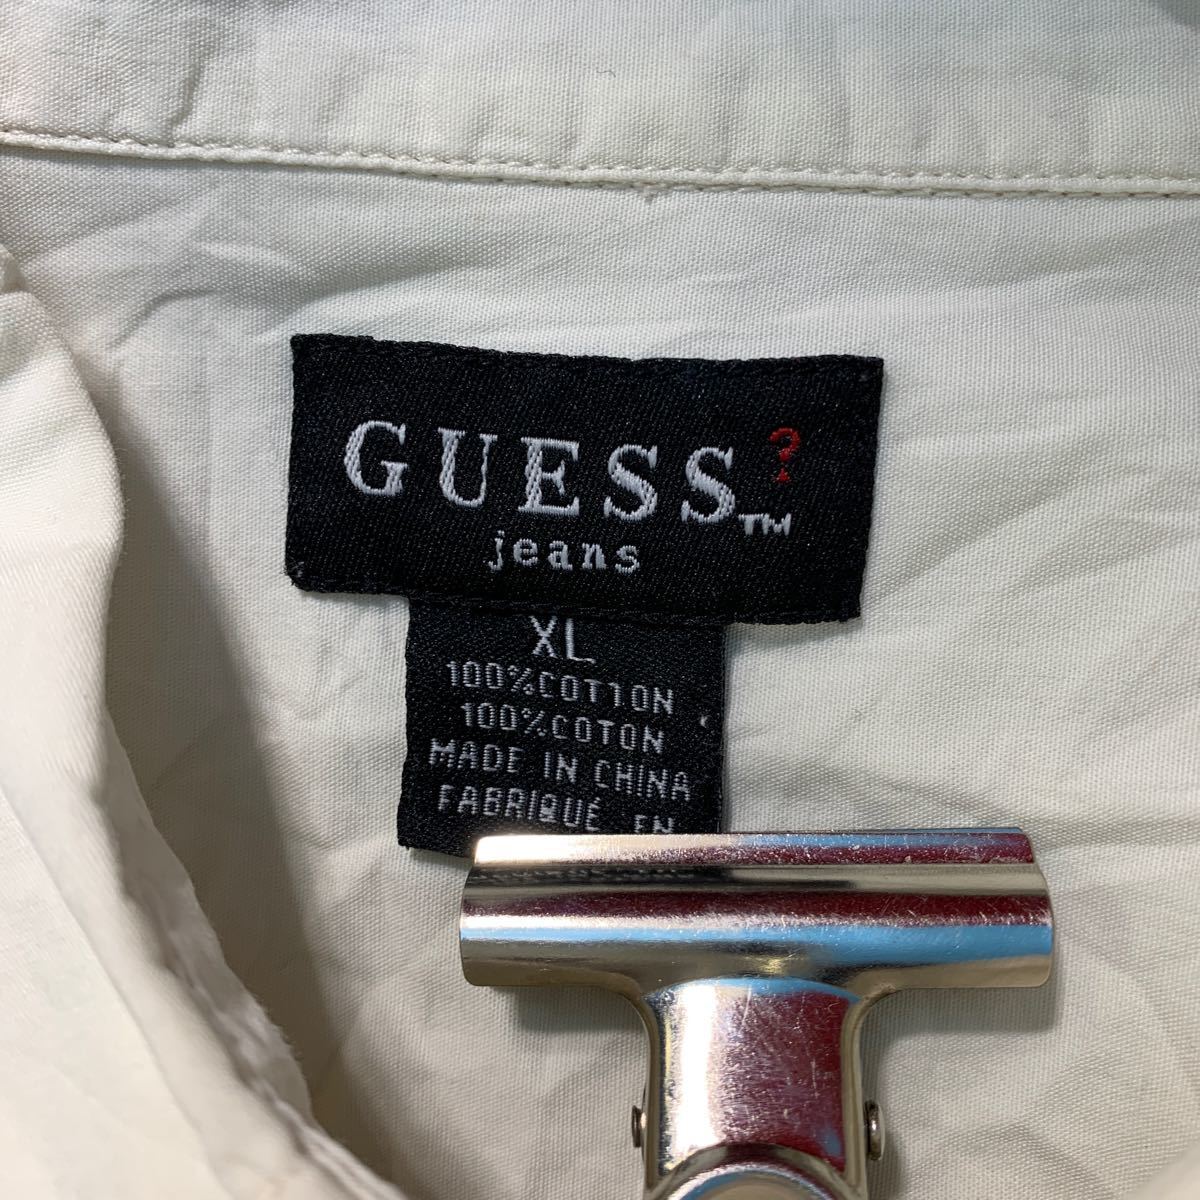 GUESS?™
jeans
XL
100%COTTON
100%COTON
MADE IN CHINA
FABRIQUÉ EN